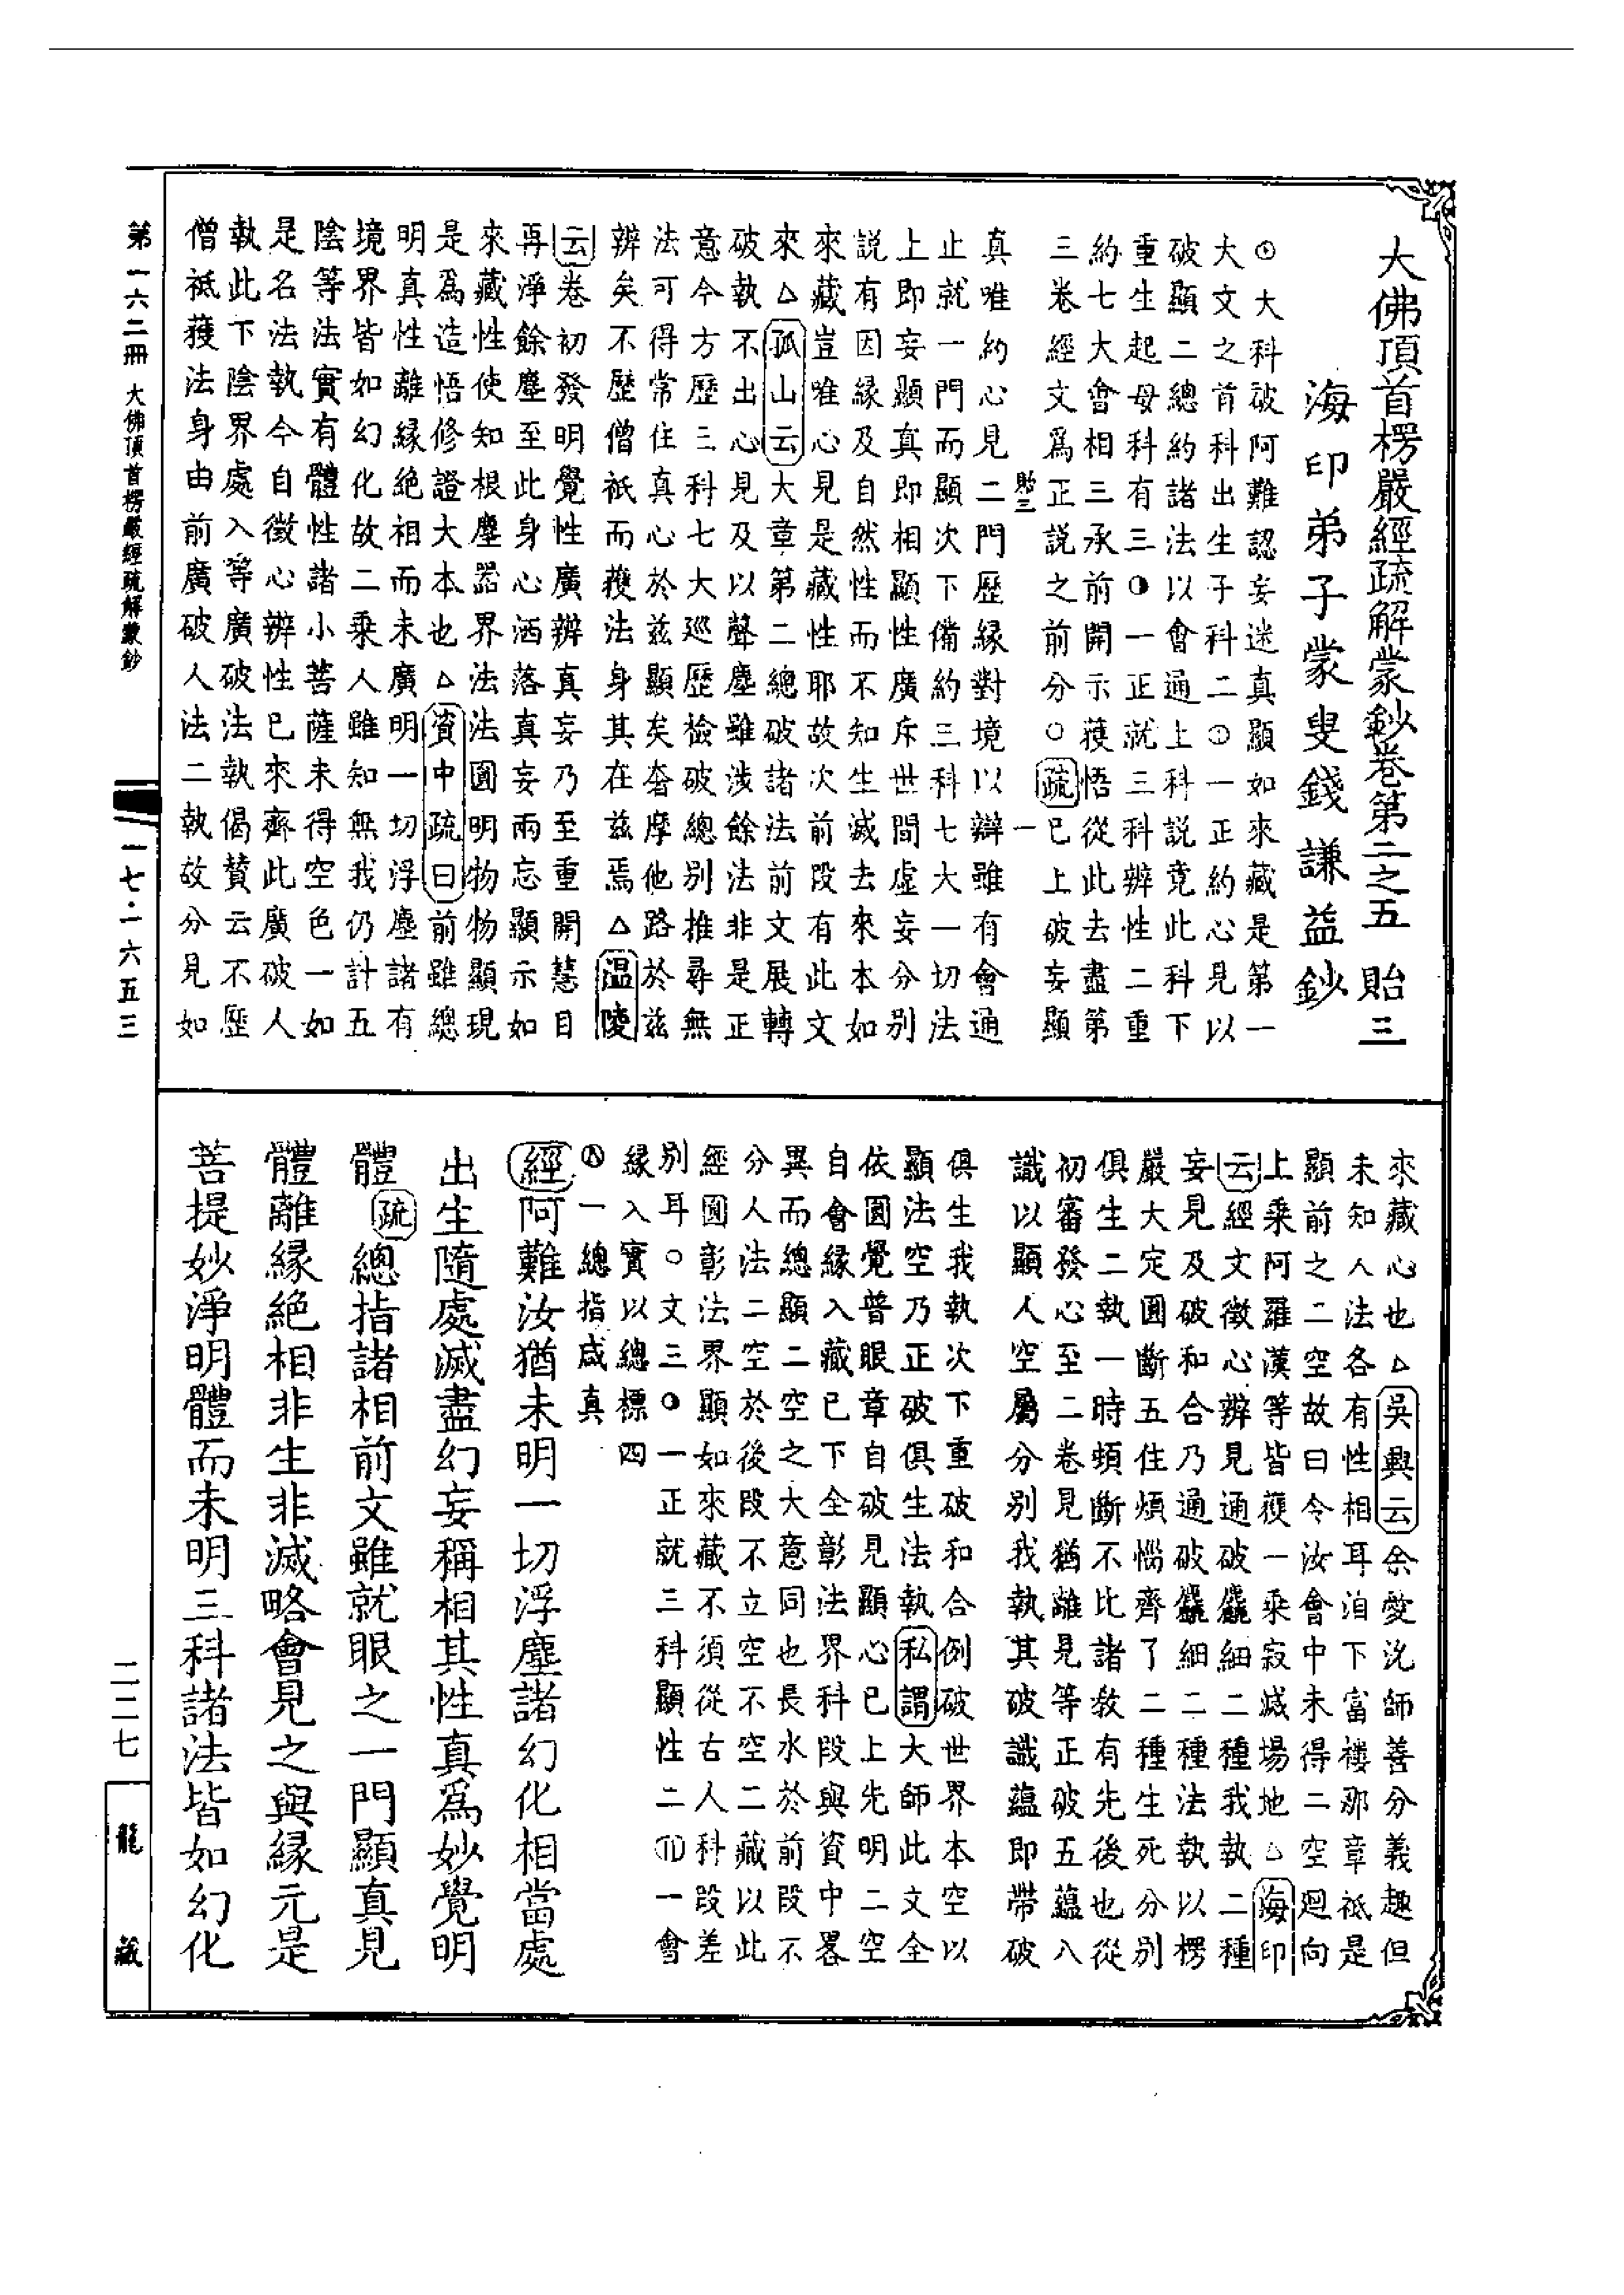 大佛頂首楞嚴經疏解蒙鈔卷第二之五　貽三
海印弟子蒙叟錢謙益鈔
⊙大科破阿難認妄迷真顯如來藏是第一
大文之首科出生子科二①一正約心見以
破顯二總約諸法以會通上科説竟此科下
重生起母科有三◑一正就三科辨性二重
約七大會相三承前開示獲悟從此去盡第
三卷經文爲正説之前分○疏已上破妄顯
貽三　一
真唯約心見二門歷緣對境以辯雖有會通
止就一門而顯次下備約三科七大一切法
上即妄顯真即相顯性廣斥世間虛妄分別
説有因緣及自然性而不知生滅去來本如
來藏豈唯心見是藏性耶故次前段有此文
來△孤山云大章第二總破諸法前文展轉
破執不出心見及以聲塵雖涉餘法非是正
意今方歷三科七大巡歷檢破總別推尋無
法可得常住真心於兹顯矣奢摩他路於兹
辨矣不歷僧祇而獲法身其在兹焉△温陵
云卷初發明覺性廣辨真妄乃至重開慧目
再淨餘塵至此身心洒落真妄兩忘顯示如
來藏性使知根塵器界法法圓明物物顯現
是爲造悟修證大本也△資中疏曰前雖總
明真性離緣絶相而未廣明一切浮塵諸有
境界皆如幻化故二乘人雖知無我仍計五
陰等法實有體性諸小菩薩未得空色一如
是名法執今自徵心辨性已來齊此廣破人
執此下陰界處入等廣破法執偈贊云不歷
僧祇獲法身由前廣破人法二執故分見如
來藏心也△吳興云余愛沇師善分義趣但
未知人法各有性相耳洎下富樓那章祇是
顯前之二空故曰令汝會中未得二空迴向
上乘阿羅漢等皆獲一乘寂滅場地△海印
云經文徵心辨見通破麤細二種我執二種
妄見及破和合乃通破麤細二種法執以楞
嚴大定圓斷五住煩惱齊了二種生死分別
俱生二執一時頓斷不比諸教有先後也從
初審發心至二卷見猶離見等正破五蘊八
識以顯人空屬分別我執其破識蘊即帶破
俱生我執次下重破和合例破世界本空以
顯法空乃正破俱生法執私謂大師此文全
依圓覺普眼章自破見顯心已上先明二空
自會緣入藏已下全彰法界科段與資中畧
異而總顯二空之大意同也長水於前段不
分人法二空於後段不立空不空二藏以此
經圓彰法界顯如來藏不須從古人科段差
別耳○文三◑一正就三科顯性二⑪一會
緣入實以總標四
一總指咸真
經阿難汝猶未明一切浮塵諸幻化相當處
出生隨處滅盡幻妄稱相其性真爲妙覺明
體疏總指諸相前文雖就眼之一門顯真見
體離緣絶相非生非滅略會見之與緣元是
菩提妙淨明體而未明三科諸法皆如幻化
第一六二冊　大佛頂首楞嚴經疏解蒙鈔
一七·一六五三
二二七
龍藏